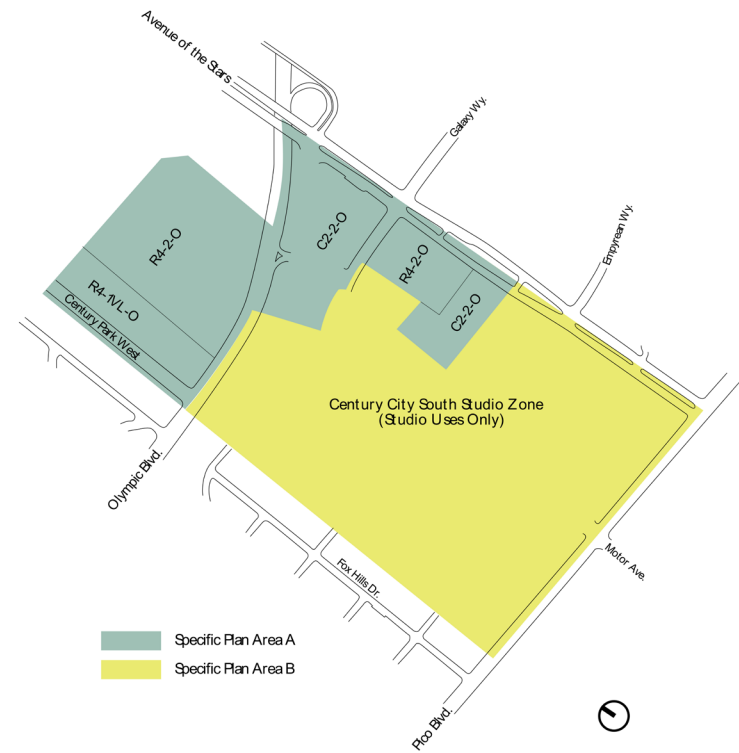 Avenue of the Stars
Galaxy Wy.
Empyrean Wy.
R4-2-O
C2-2-O
R4-2-O
C2-2-O
R4-1VL-O
Century Park West
Century City South Studio Zone
(Studio Uses Only)
Olympic Blvd.
Motor Ave.
Fox Hills Dr.
Specific Plan Area A
Specific Plan Area B
Pico Blvd.